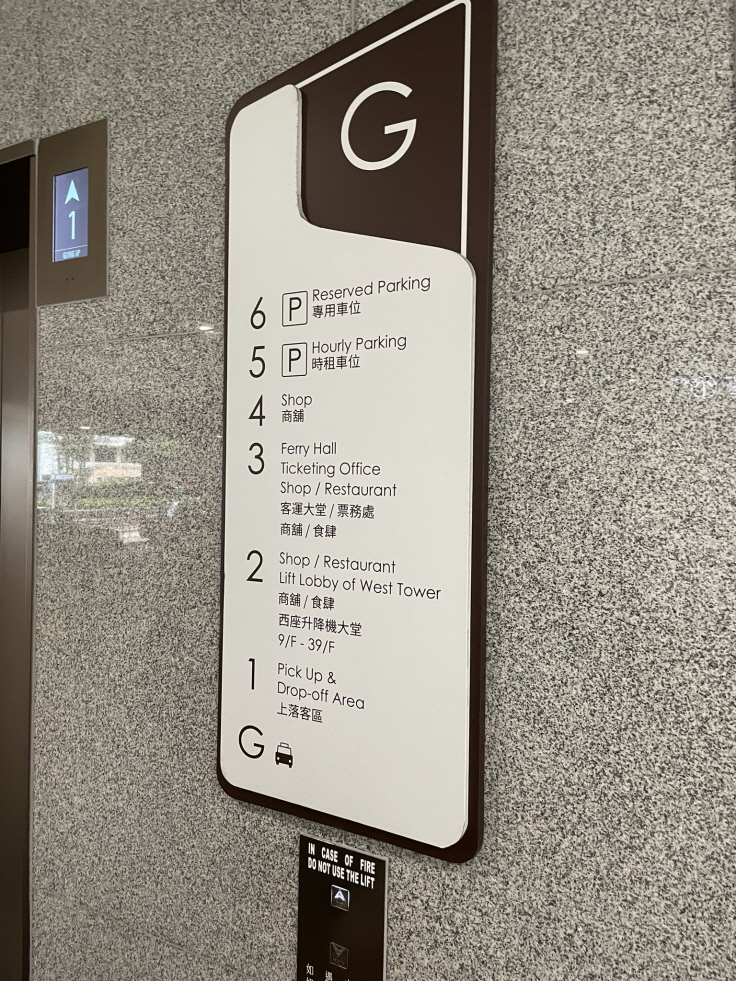 G
1
GOING UP
6 P Reserved Parking
專用車位
5 P Hourly Parking
時租車位
4 Shop
商舖
3 Ferry Hall
Ticketing Office
Shop / Restaurant
客運大堂 / 票務處
商舖 / 食肆
2 Shop / Restaurant
Lift Lobby of West Tower
商舖 / 食肆
西座升降機大堂
9/F - 39/F
1 Pick Up &
Drop-off Area
上落客區
G
IN CASE OF FIRE
DO NOT USE THE LIFT
如 遇